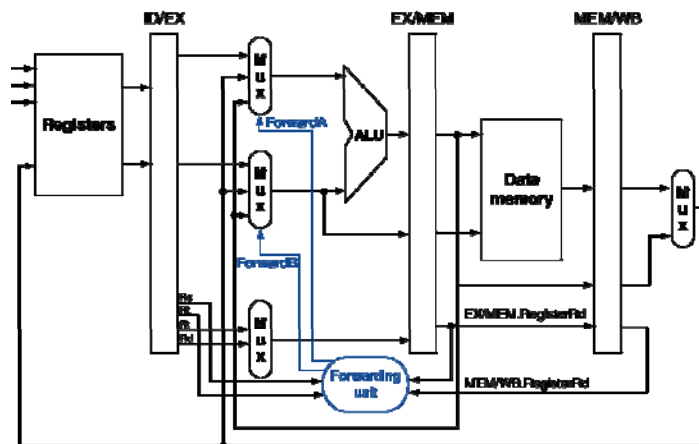 ID/EX
EX/MEM
MEM/WB
M
u
x
Registers
ForwardA
ALU
M
u
x
Data
memory
M
u
x
ForwardB
Rs
Rt
Rt
Rd
M
u
x
EX/MEM.RegisterRd
Forwarding
unit
MEM/WB.RegisterRd